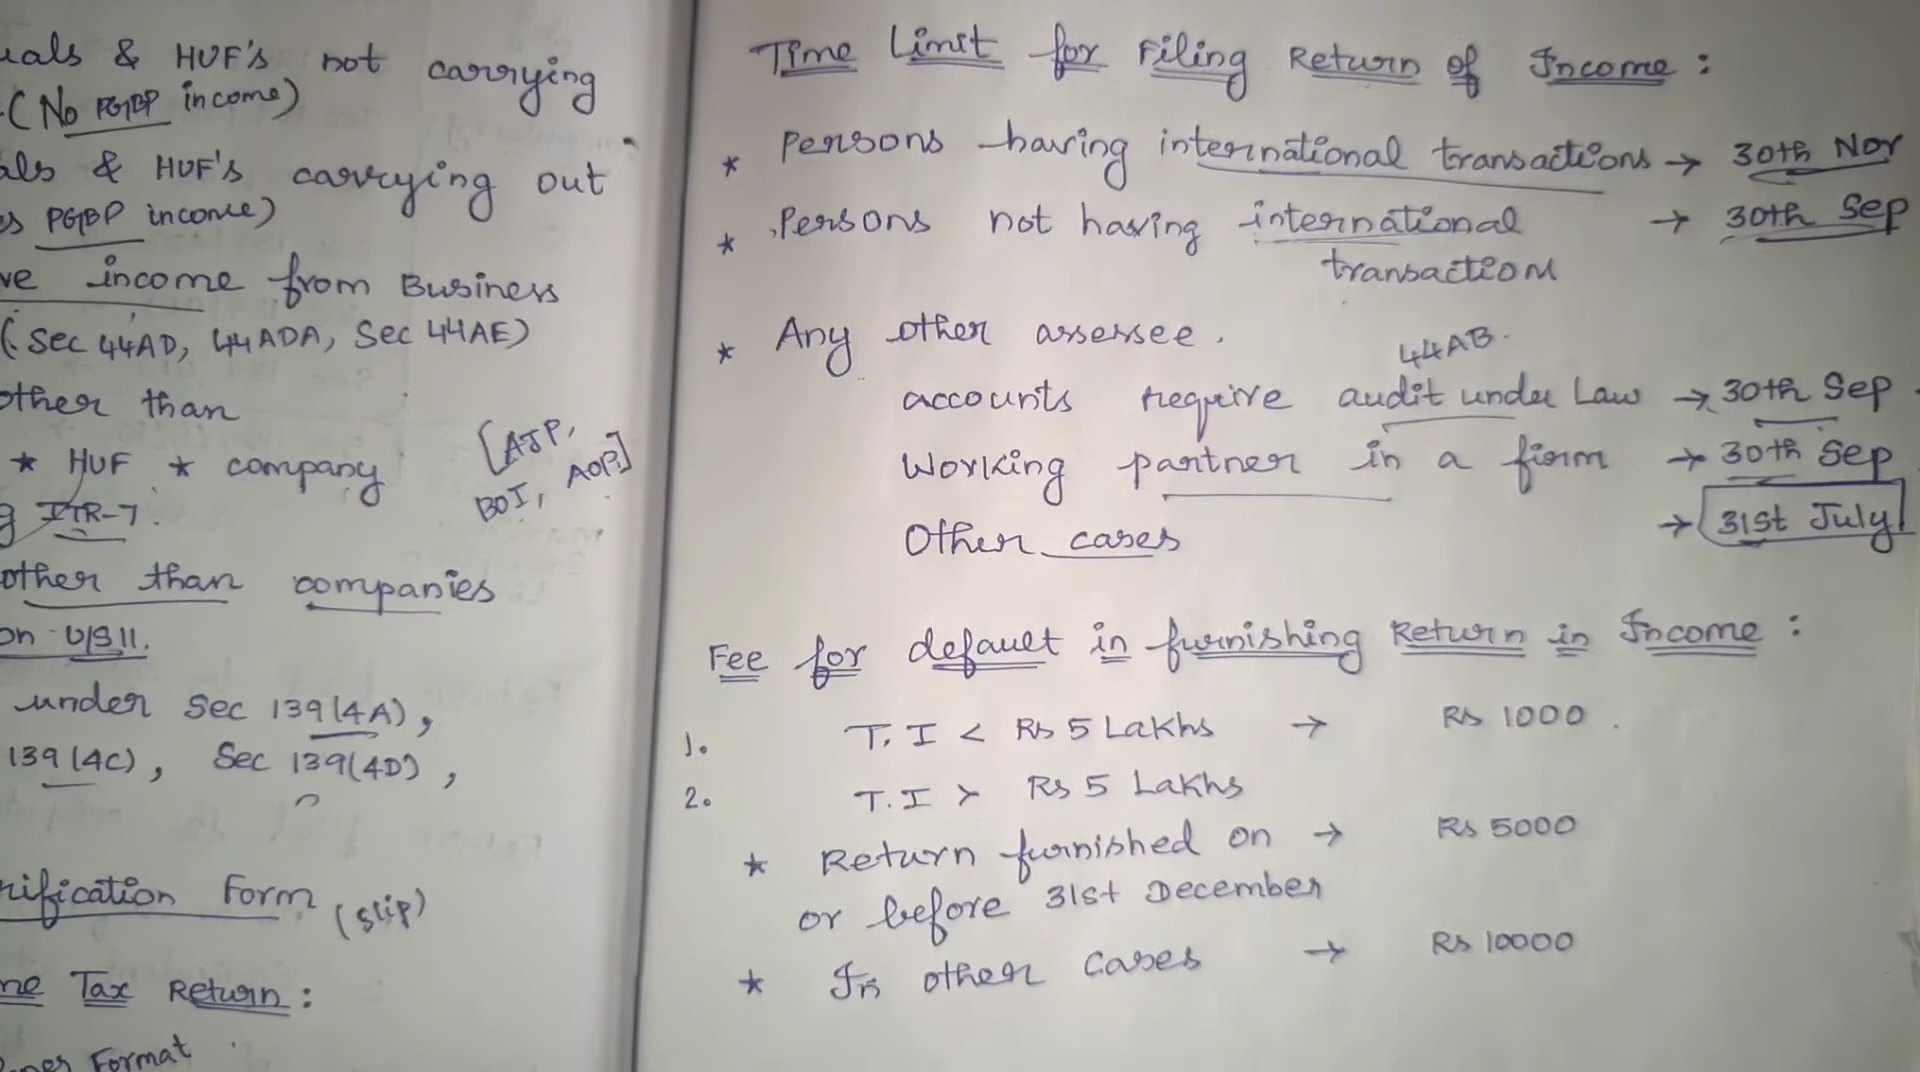 uals & HUF's not carrying
(No PGBP income)
als & HUF's carrying out
es PGBP income)
ve income from Business
(Sec 44AD, 44ADA, Sec 44AE)
other than
* HUF * company [AJP,
BOI, AOP]
g ITR-7.
other than companies
on u/s 11.
under Sec 139(4A),
139(4C), Sec 139(4D),
rification Form (slip)
me Tax Return:
Format
Time Limit for Filing Return of Income:
* Persons having international transactions → 30th Nov
* Persons not having international → 30th Sep
transaction
* Any other assessee.
44AB.
accounts require audit under Law → 30th Sep
Working partner in a firm → 30th Sep
Other cases → 31st July
Fee for default in furnishing Return in Income:
1. T.I < Rs 5 Lakhs → Rs 1000.
2. T.I > Rs 5 Lakhs
* Return furnished on → Rs 5000
or before 31st December
* In other cases → Rs 10000